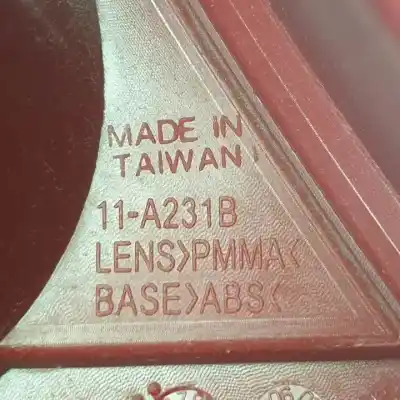 MADE IN
TAIWAN
11-A231B
LENS>PMMA<
BASE>ABS<